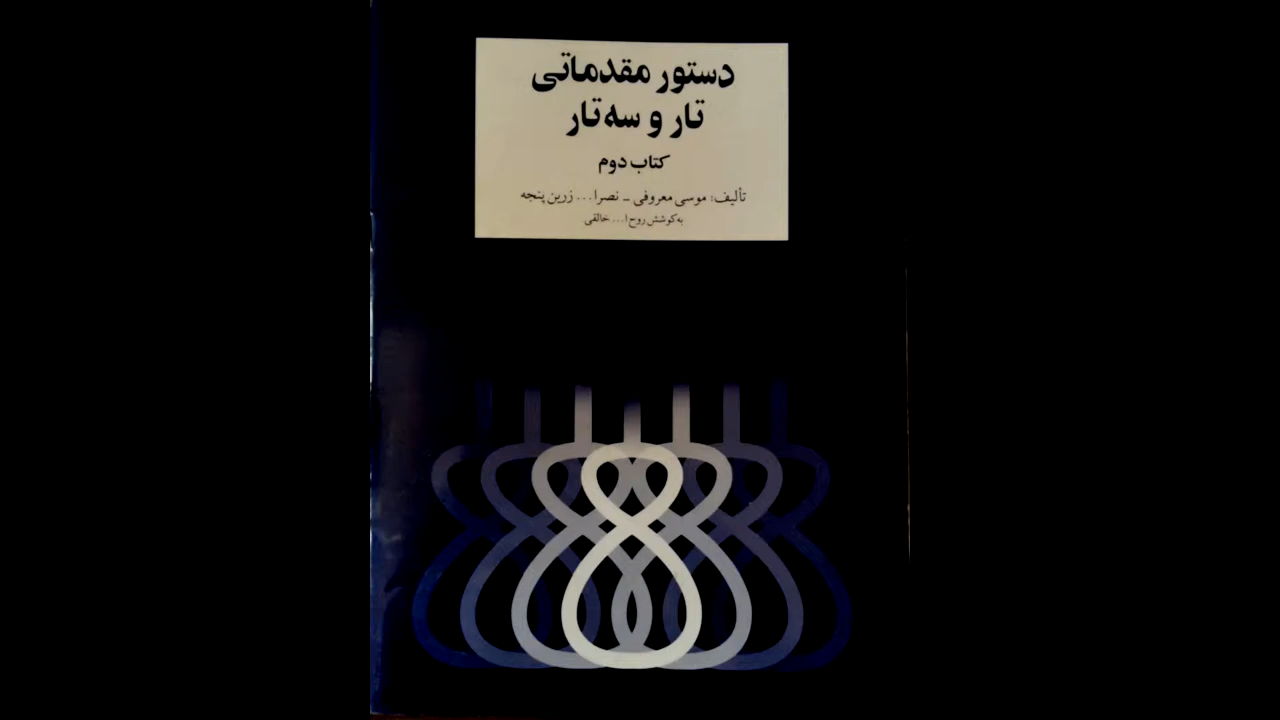 دستور مقدماتی
تار و سه‌تار
کتاب دوم
تألیف: موسی معروفی - نصرا... زرین پنجه
به‌کوشش روح ا... خالقی